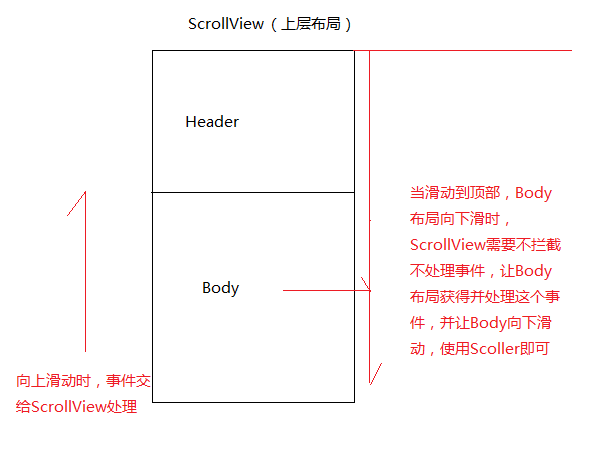 ScrollView（上层布局）
Header
Body
当滑动到顶部，Body
布局向下滑时，
ScrollView需要不拦截
不处理事件，让Body
布局获得并处理这个事
件，并让Body向下滑
动，使用Scoller即可
向上滑动时，事件交
给ScrollView处理